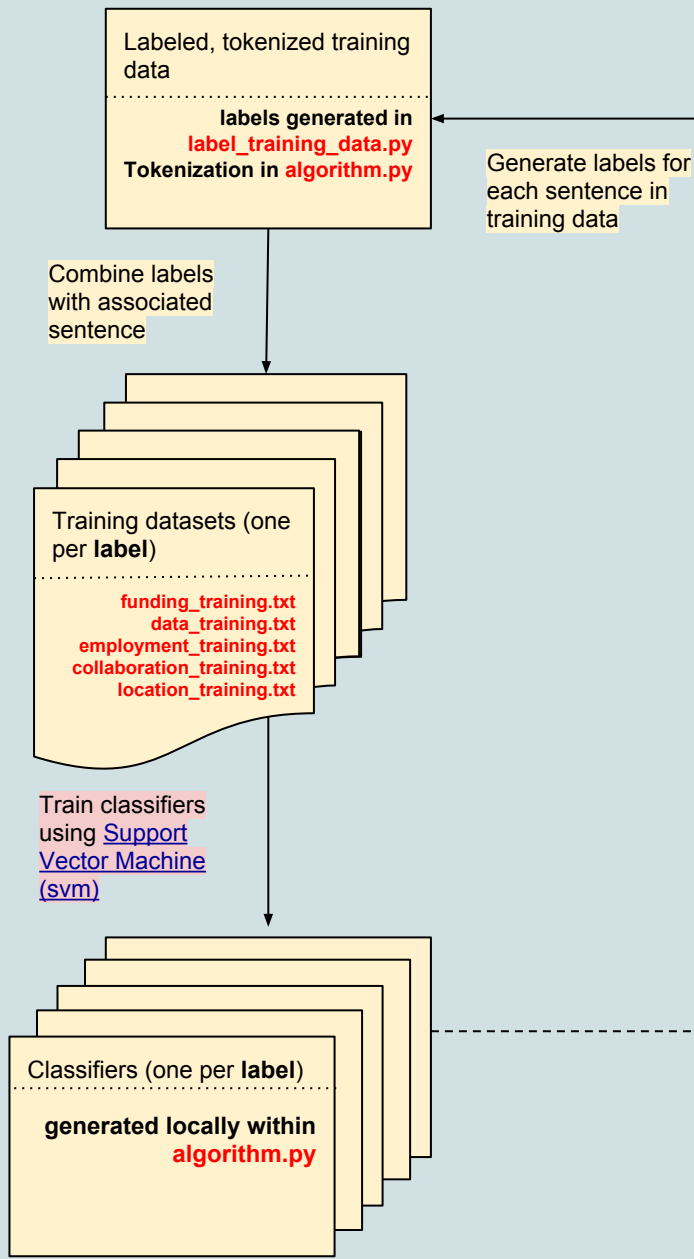 Labeled, tokenized training
data
labels generated in
label_training_data.py
Tokenization in algorithm.py
Generate labels for
each sentence in
training data
Combine labels
with associated
sentence
Training datasets (one
per label)
funding_training.txt
data_training.txt
employment_training.txt
collaboration_training.txt
location_training.txt
Train classifiers
using Support
Vector Machine
(svm)
Classifiers (one per label)
generated locally within
algorithm.py